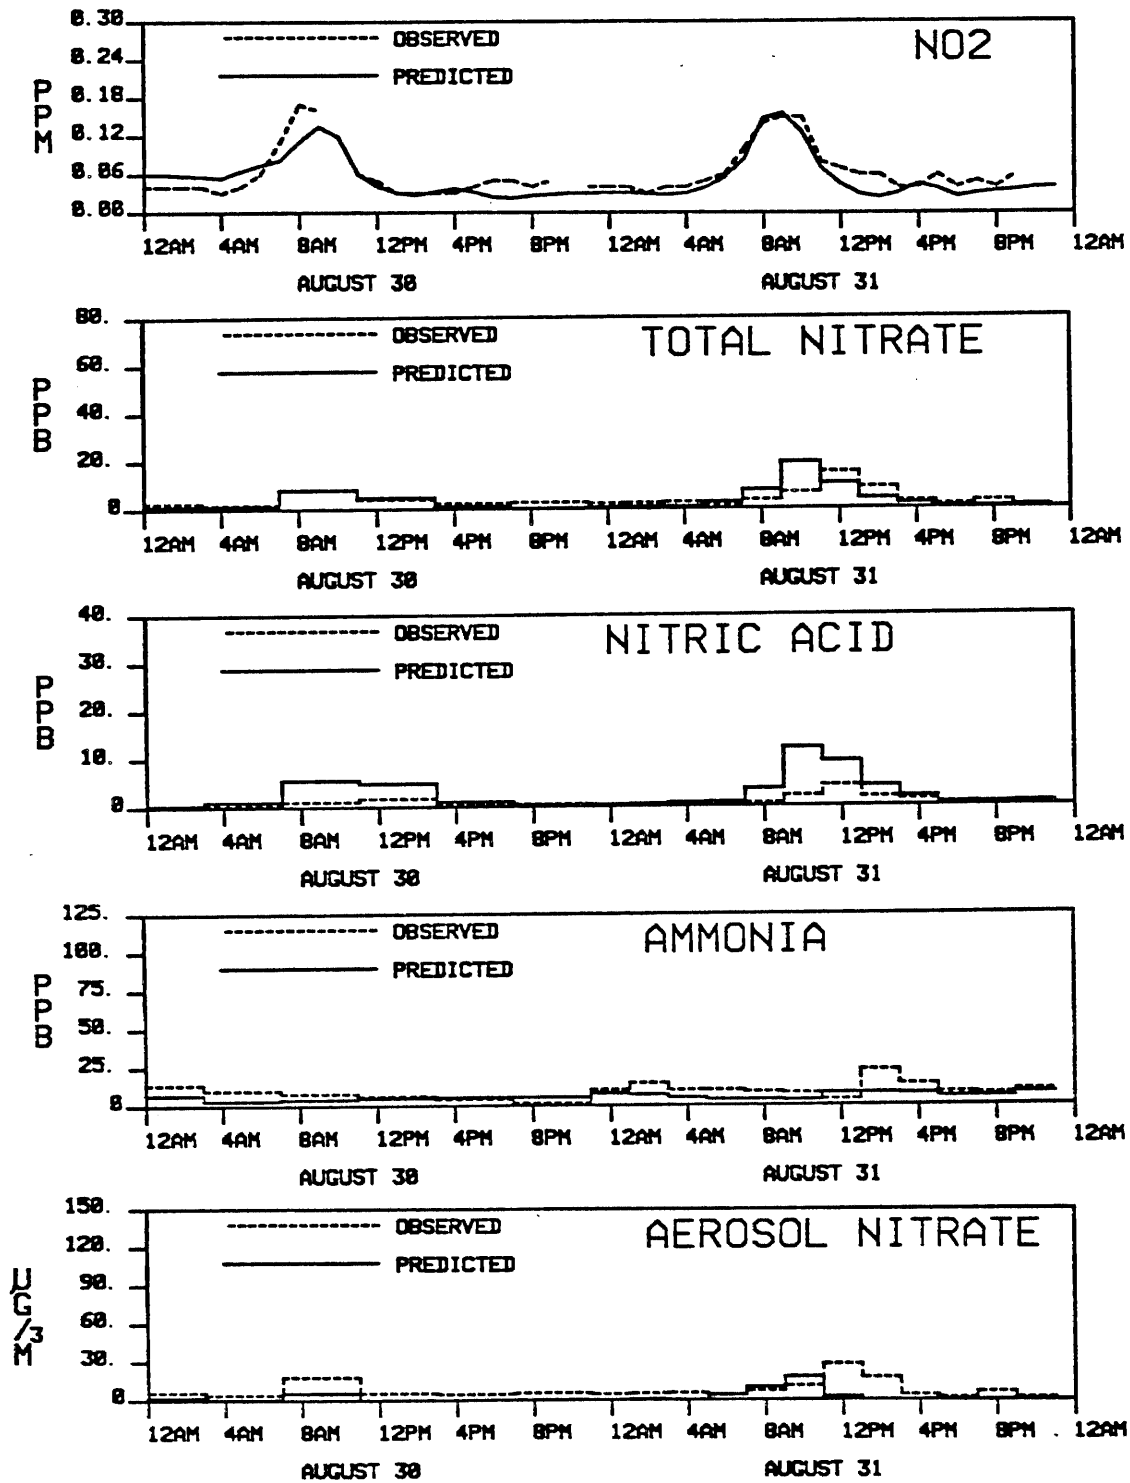 0.30
0.24
0.18
0.12
0.06
0.00
PPM
OBSERVED
PREDICTED
NO2
12AM 4AM 8AM 12PM 4PM 8PM 12AM 4AM 8AM 12PM 4PM 8PM 12AM
AUGUST 30 AUGUST 31
80.
60.
40.
20.
0
PPB
OBSERVED
PREDICTED
TOTAL NITRATE
12AM 4AM 8AM 12PM 4PM 8PM 12AM 4AM 8AM 12PM 4PM 8PM 12AM
AUGUST 30 AUGUST 31
40.
30.
20.
10.
0
PPB
OBSERVED
PREDICTED
NITRIC ACID
12AM 4AM 8AM 12PM 4PM 8PM 12AM 4AM 8AM 12PM 4PM 8PM 12AM
AUGUST 30 AUGUST 31
125.
100.
75.
50.
25.
0
PPB
OBSERVED
PREDICTED
AMMONIA
12AM 4AM 8AM 12PM 4PM 8PM 12AM 4AM 8AM 12PM 4PM 8PM 12AM
AUGUST 30 AUGUST 31
150.
120.
90.
60.
30.
0
μG/M3
OBSERVED
PREDICTED
AEROSOL NITRATE
12AM 4AM 8AM 12PM 4PM 8PM 12AM 4AM 8AM 12PM 4PM 8PM 12AM
AUGUST 30 AUGUST 31